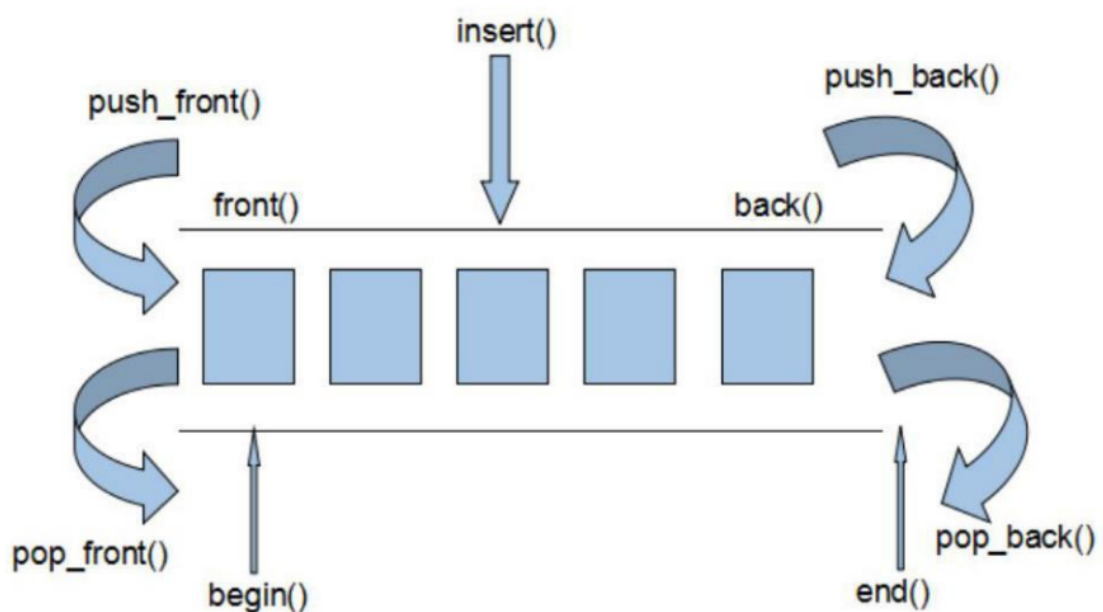 insert()
push_front()
push_back()
front()
back()
pop_front()
pop_back()
begin()
end()